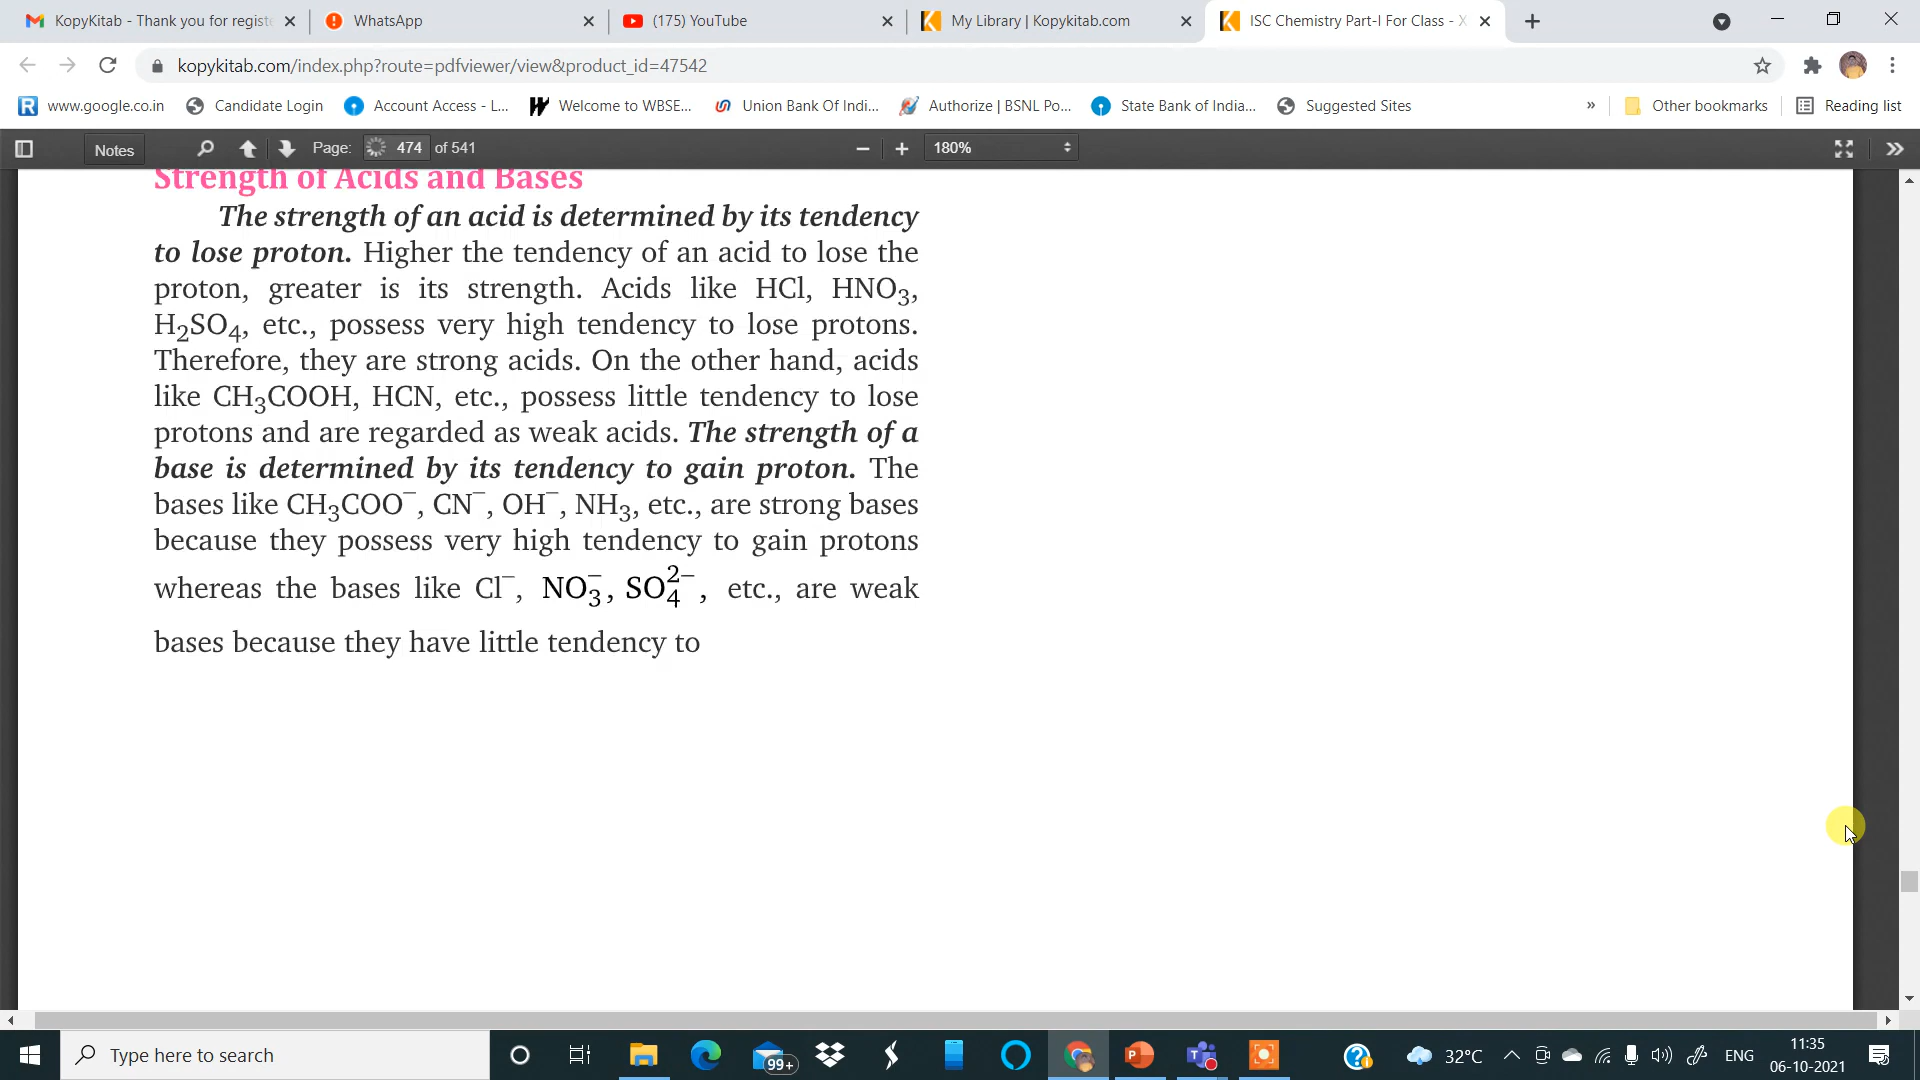 KopyKitab - Thank you for regist
WhatsApp
(175) YouTube
My Library | Kopykitab.com
ISC Chemistry Part-I For Class - X
kopykitab.com/index.php?route=pdfviewer/view&product_id=47542
www.google.co.in
Candidate Login
Account Access - L...
Welcome to WBSE...
Union Bank Of Indi...
Authorize | BSNL Po...
State Bank of India...
Suggested Sites
»
Other bookmarks
Reading list
Notes
Page: 474 of 541
180%
Strength of Acids and Bases
The strength of an acid is determined by its tendency
to lose proton. Higher the tendency of an acid to lose the
proton, greater is its strength. Acids like HCl, HNO₃,
H₂SO₄, etc., possess very high tendency to lose protons.
Therefore, they are strong acids. On the other hand, acids
like CH₃COOH, HCN, etc., possess little tendency to lose
protons and are regarded as weak acids. The strength of a
base is determined by its tendency to gain proton. The
bases like CH₃COO⁻, CN⁻, OH⁻, NH₃, etc., are strong bases
because they possess very high tendency to gain protons
whereas the bases like Cl⁻, NO₃⁻, SO₄²⁻, etc., are weak
bases because they have little tendency to
Type here to search
99+
32°C
ENG
11:35
06-10-2021